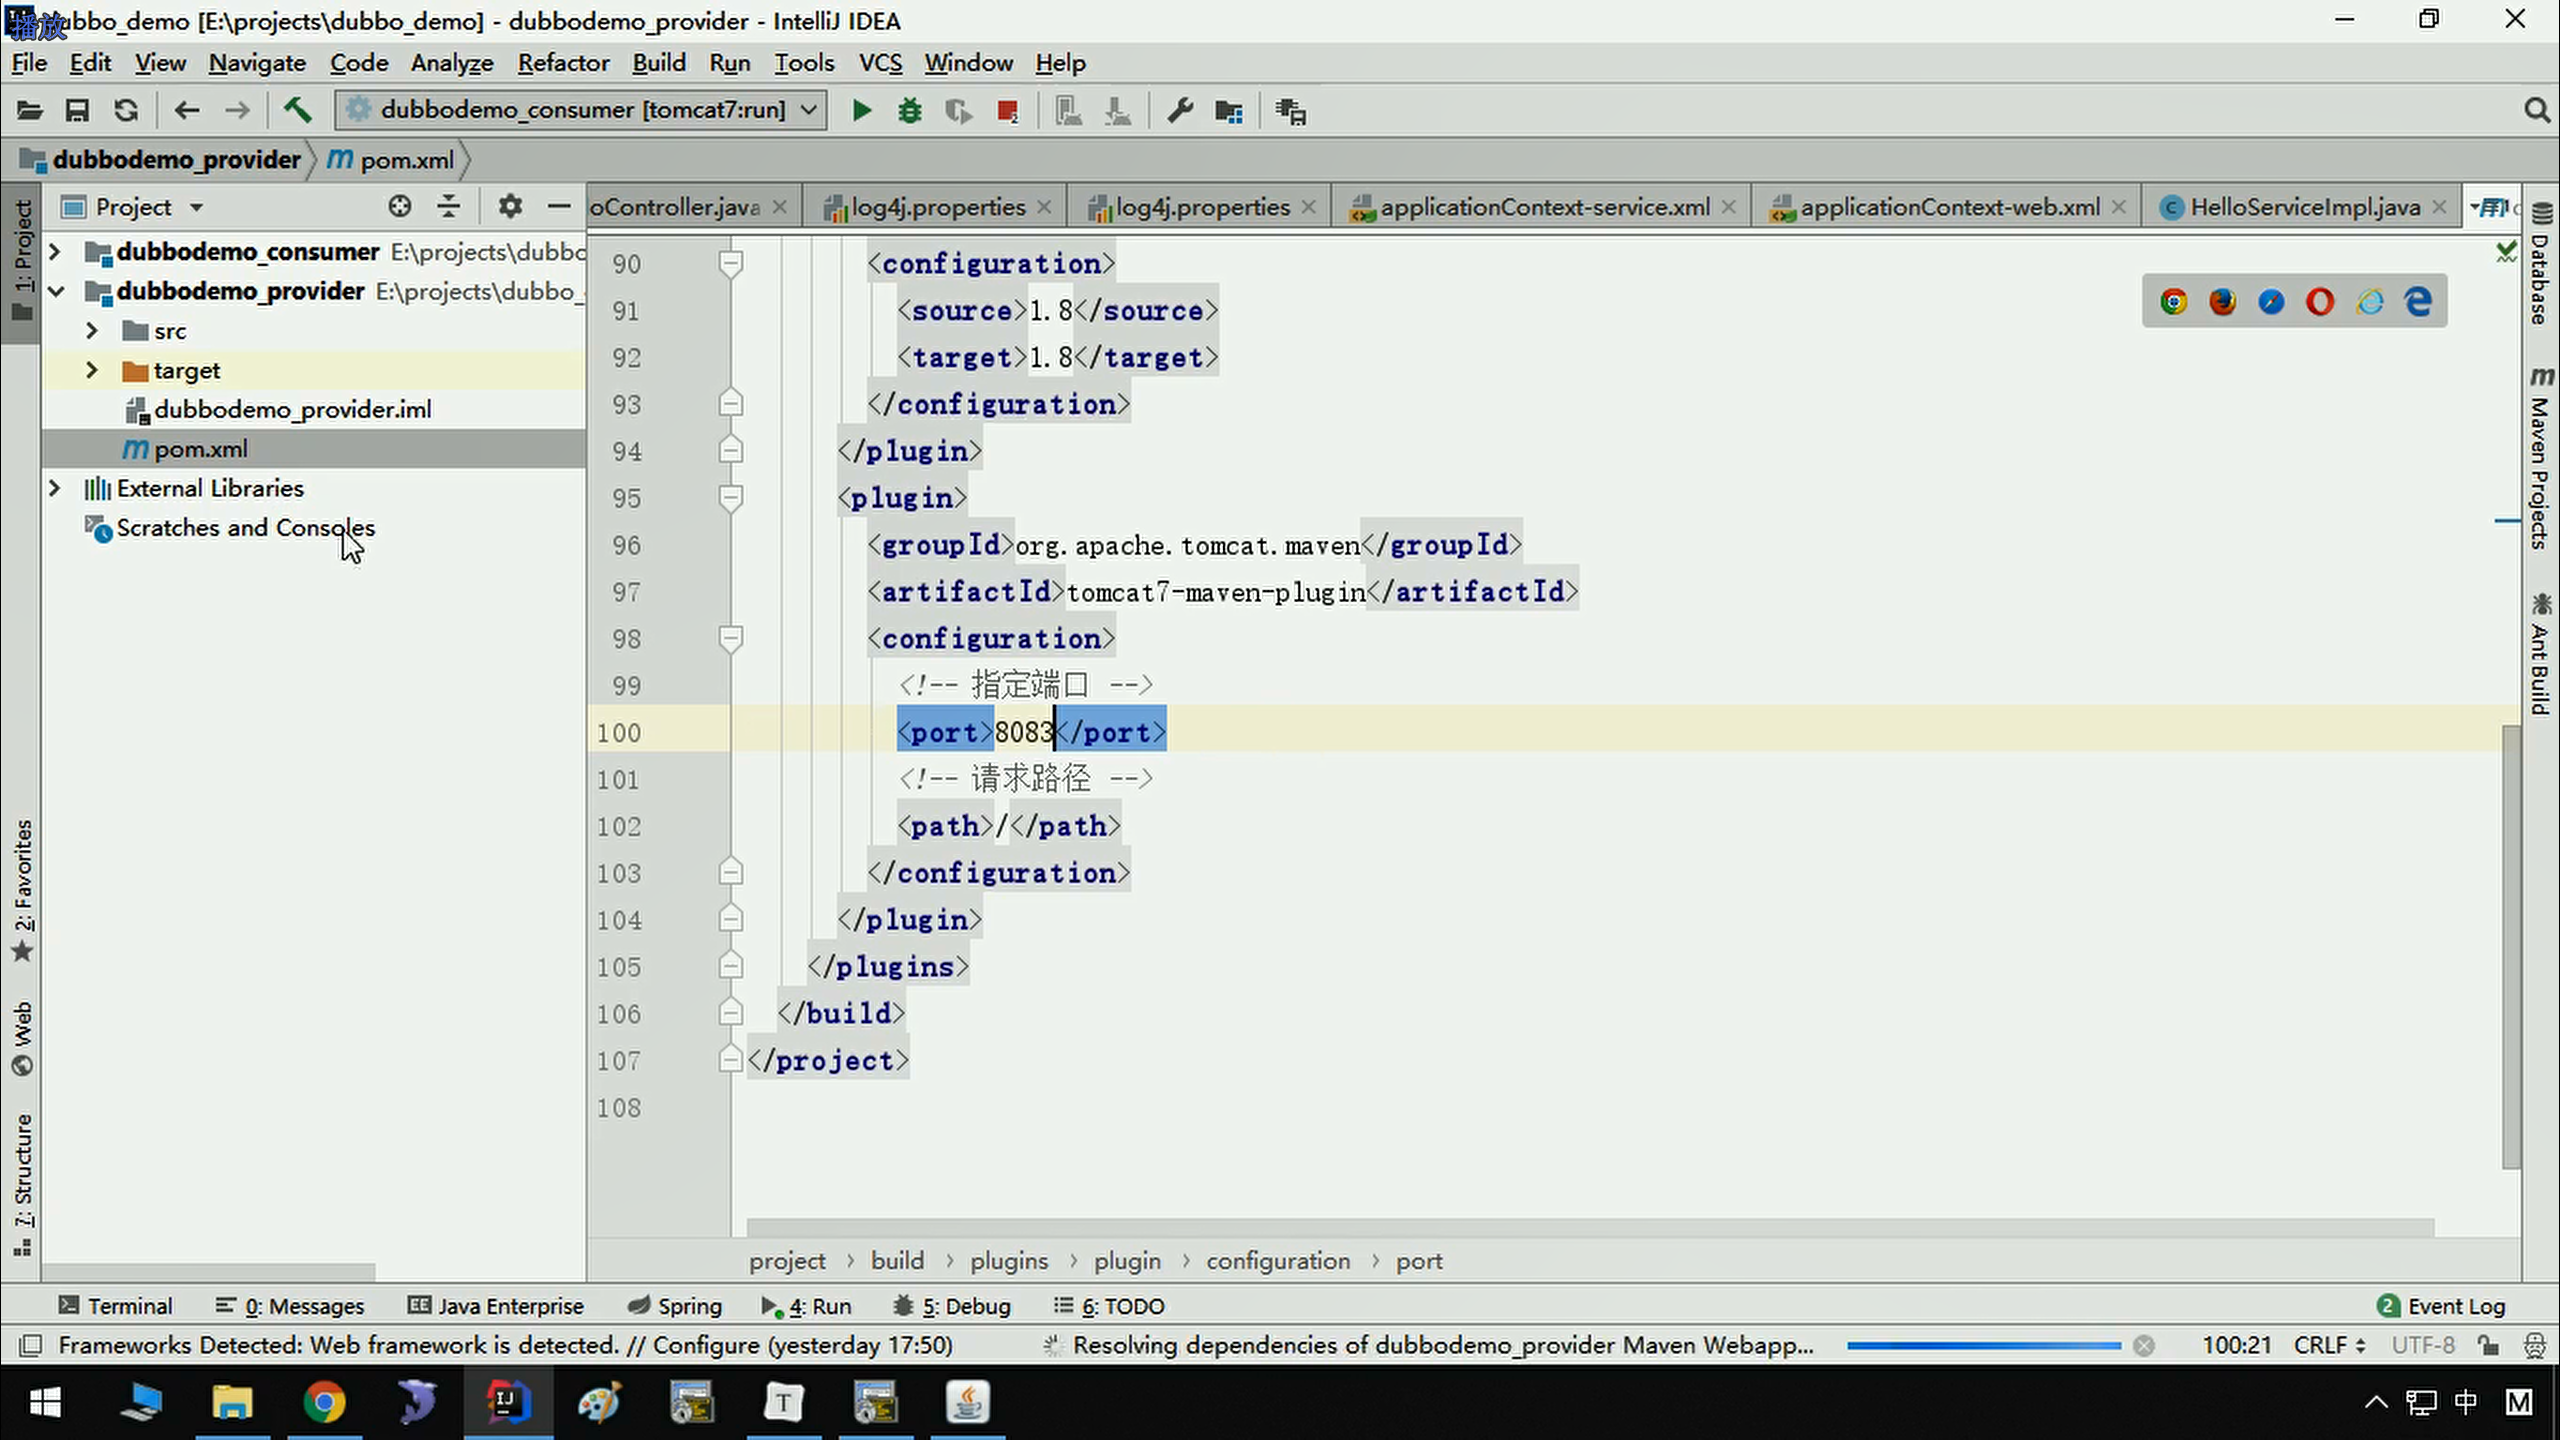 播放
bbo_demo [E:\projects\dubbo_demo] - dubbodemo_provider - IntelliJ IDEA
File Edit View Navigate Code Analyze Refactor Build Run Tools VCS Window Help
dubbodemo_consumer [tomcat7:run]
dubbodemo_provider pom.xml
Project
oController.java log4j.properties log4j.properties applicationContext-service.xml applicationContext-web.xml HelloServiceImpl.java
dubbodemo_consumer E:\projects\dubbo
dubbodemo_provider E:\projects\dubbo_
src
target
dubbodemo_provider.iml
pom.xml
External Libraries
Scratches and Consoles
1: Project
2: Favorites
Web
7: Structure
90 <configuration>
91 <source>1.8</source>
92 <target>1.8</target>
93 </configuration>
94 </plugin>
95 <plugin>
96 <groupId>org.apache.tomcat.maven</groupId>
97 <artifactId>tomcat7-maven-plugin</artifactId>
98 <configuration>
99 <!-- 指定端口 -->
100 <port>8083</port>
101 <!-- 请求路径 -->
102 <path>/</path>
103 </configuration>
104 </plugin>
105 </plugins>
106 </build>
107 </project>
108
Database
Maven Projects
Ant Build
project › build › plugins › plugin › configuration › port
Terminal 0: Messages Java Enterprise Spring 4: Run 5: Debug 6: TODO 2 Event Log
Frameworks Detected: Web framework is detected. // Configure (yesterday 17:50) Resolving dependencies of dubbodemo_provider Maven Webapp... 100:21 CRLF UTF-8
中 M